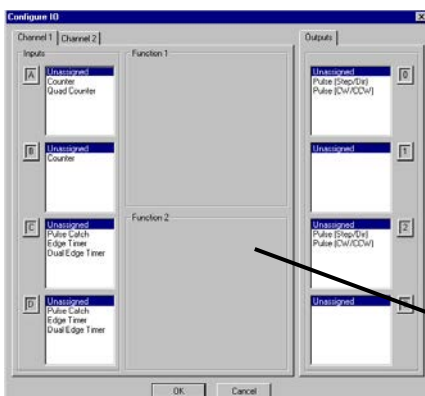 Configure IO
Channel 1 Channel 2
Outputs
Inputs
Function 1
A
Unassigned
Counter
Quad Counter
B
Unassigned
Counter
C
Unassigned
Pulse Catch
Edge Timer
Dual Edge Timer
D
Unassigned
Pulse Catch
Edge Timer
Dual Edge Timer
Function 2
Unassigned
Pulse (Step/Dir)
Pulse (CW/CCW)
0
Unassigned
1
Unassigned
Pulse (Step/Dir)
Pulse (CW/CCW)
2
Unassigned
OK Cancel